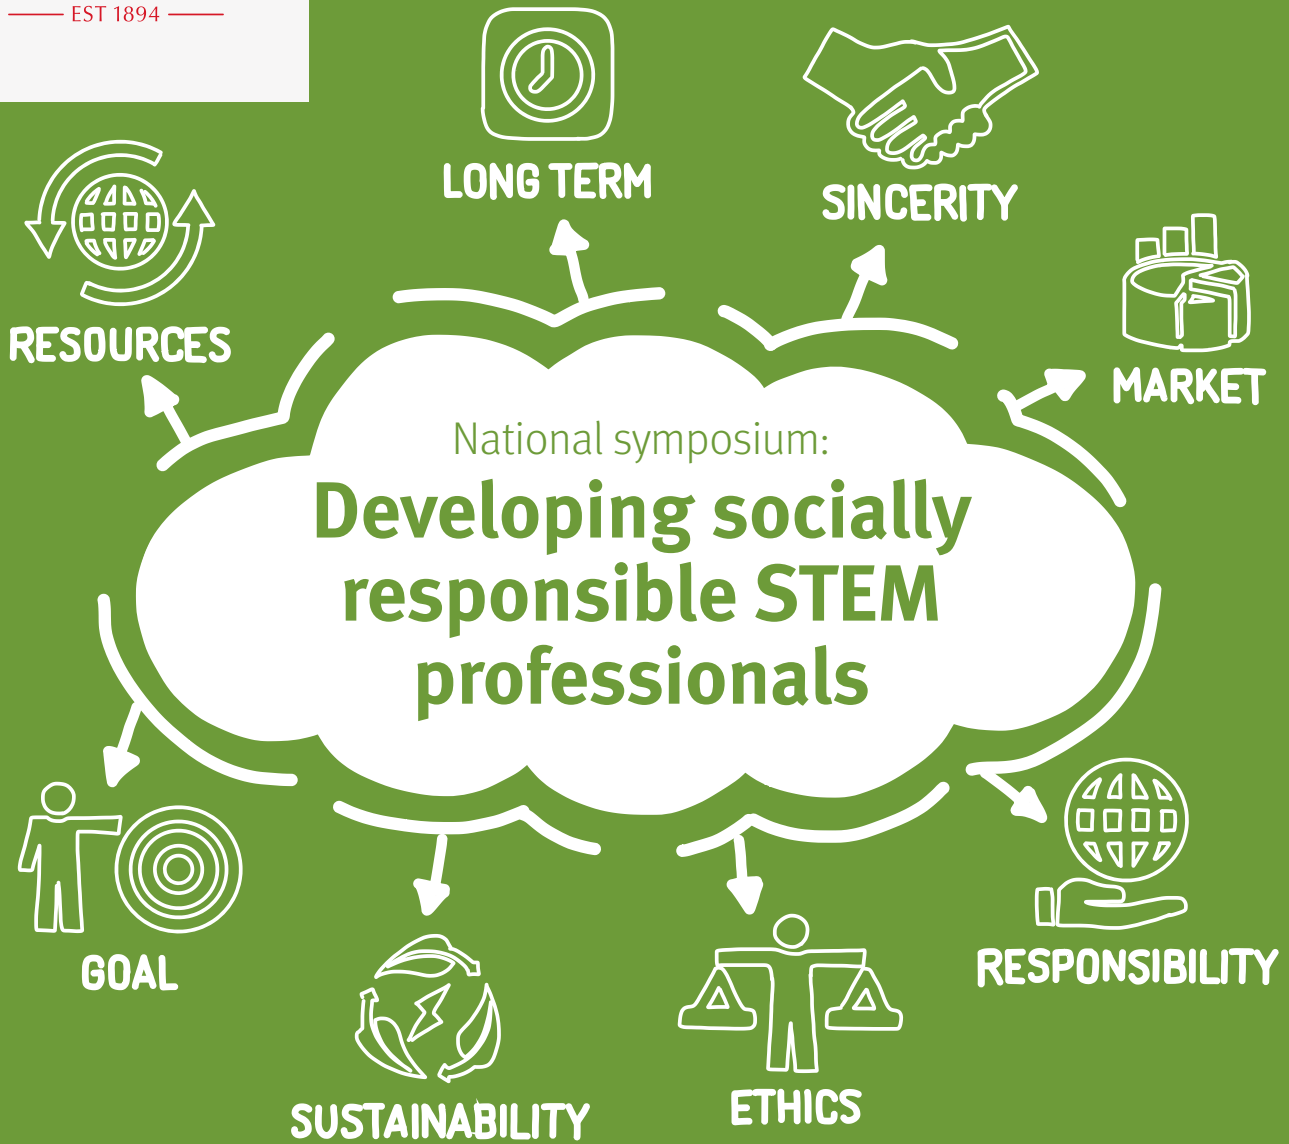 EST 1894
LONG TERM
SINCERITY
RESOURCES
MARKET
National symposium:
Developing socially
responsible STEM
professionals
GOAL
RESPONSIBILITY
SUSTAINABILITY
ETHICS